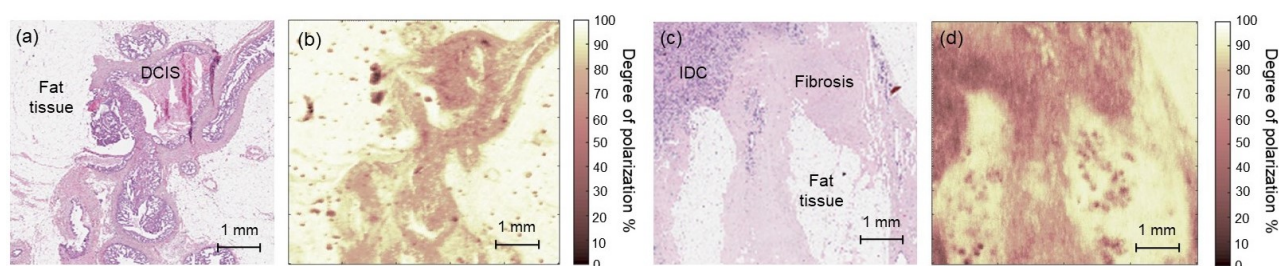 (a)
DCIS
Fat
tissue
1 mm
(b)
1 mm
100
90
80
70
60
50
40
30
20
10
0
Degree of polarization %
(c)
IDC
Fibrosis
Fat
tissue
1 mm
(d)
1 mm
100
90
80
70
60
50
40
30
20
10
0
Degree of polarization %